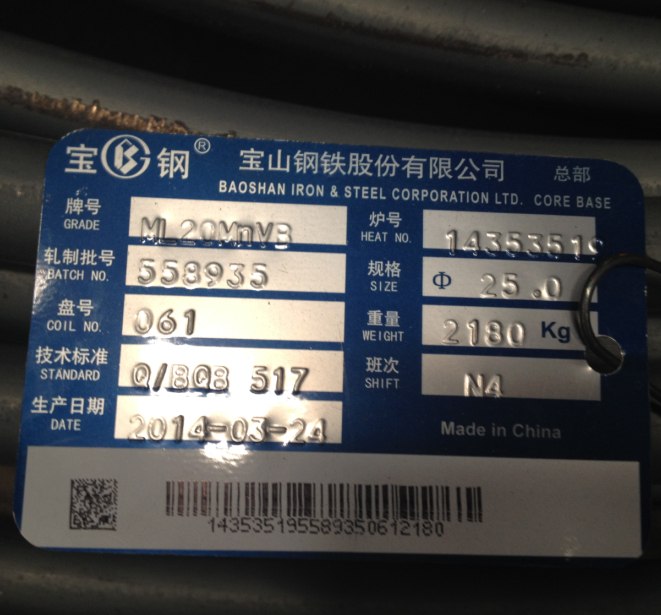 宝钢®
宝山钢铁股份有限公司 总部
BAOSHAN IRON & STEEL CORPORATION LTD. CORE BASE
牌号 GRADE ML20MnVB
炉号 HEAT NO. 14353519
轧制批号 BATCH NO. 558935
规格 SIZE Φ 25.0
盘号 COIL NO. 061
重量 WEIGHT 2180 Kg
技术标准 STANDARD Q/BQB 517
班次 SHIFT N4
生产日期 DATE 2014-03-24
Made in China
1435351955893506 12180